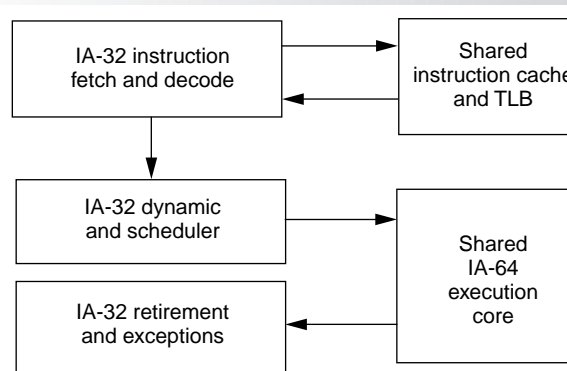 IA-32 instruction
fetch and decode
Shared
instruction cache
and TLB
IA-32 dynamic
and scheduler
Shared
IA-64
execution
core
IA-32 retirement
and exceptions